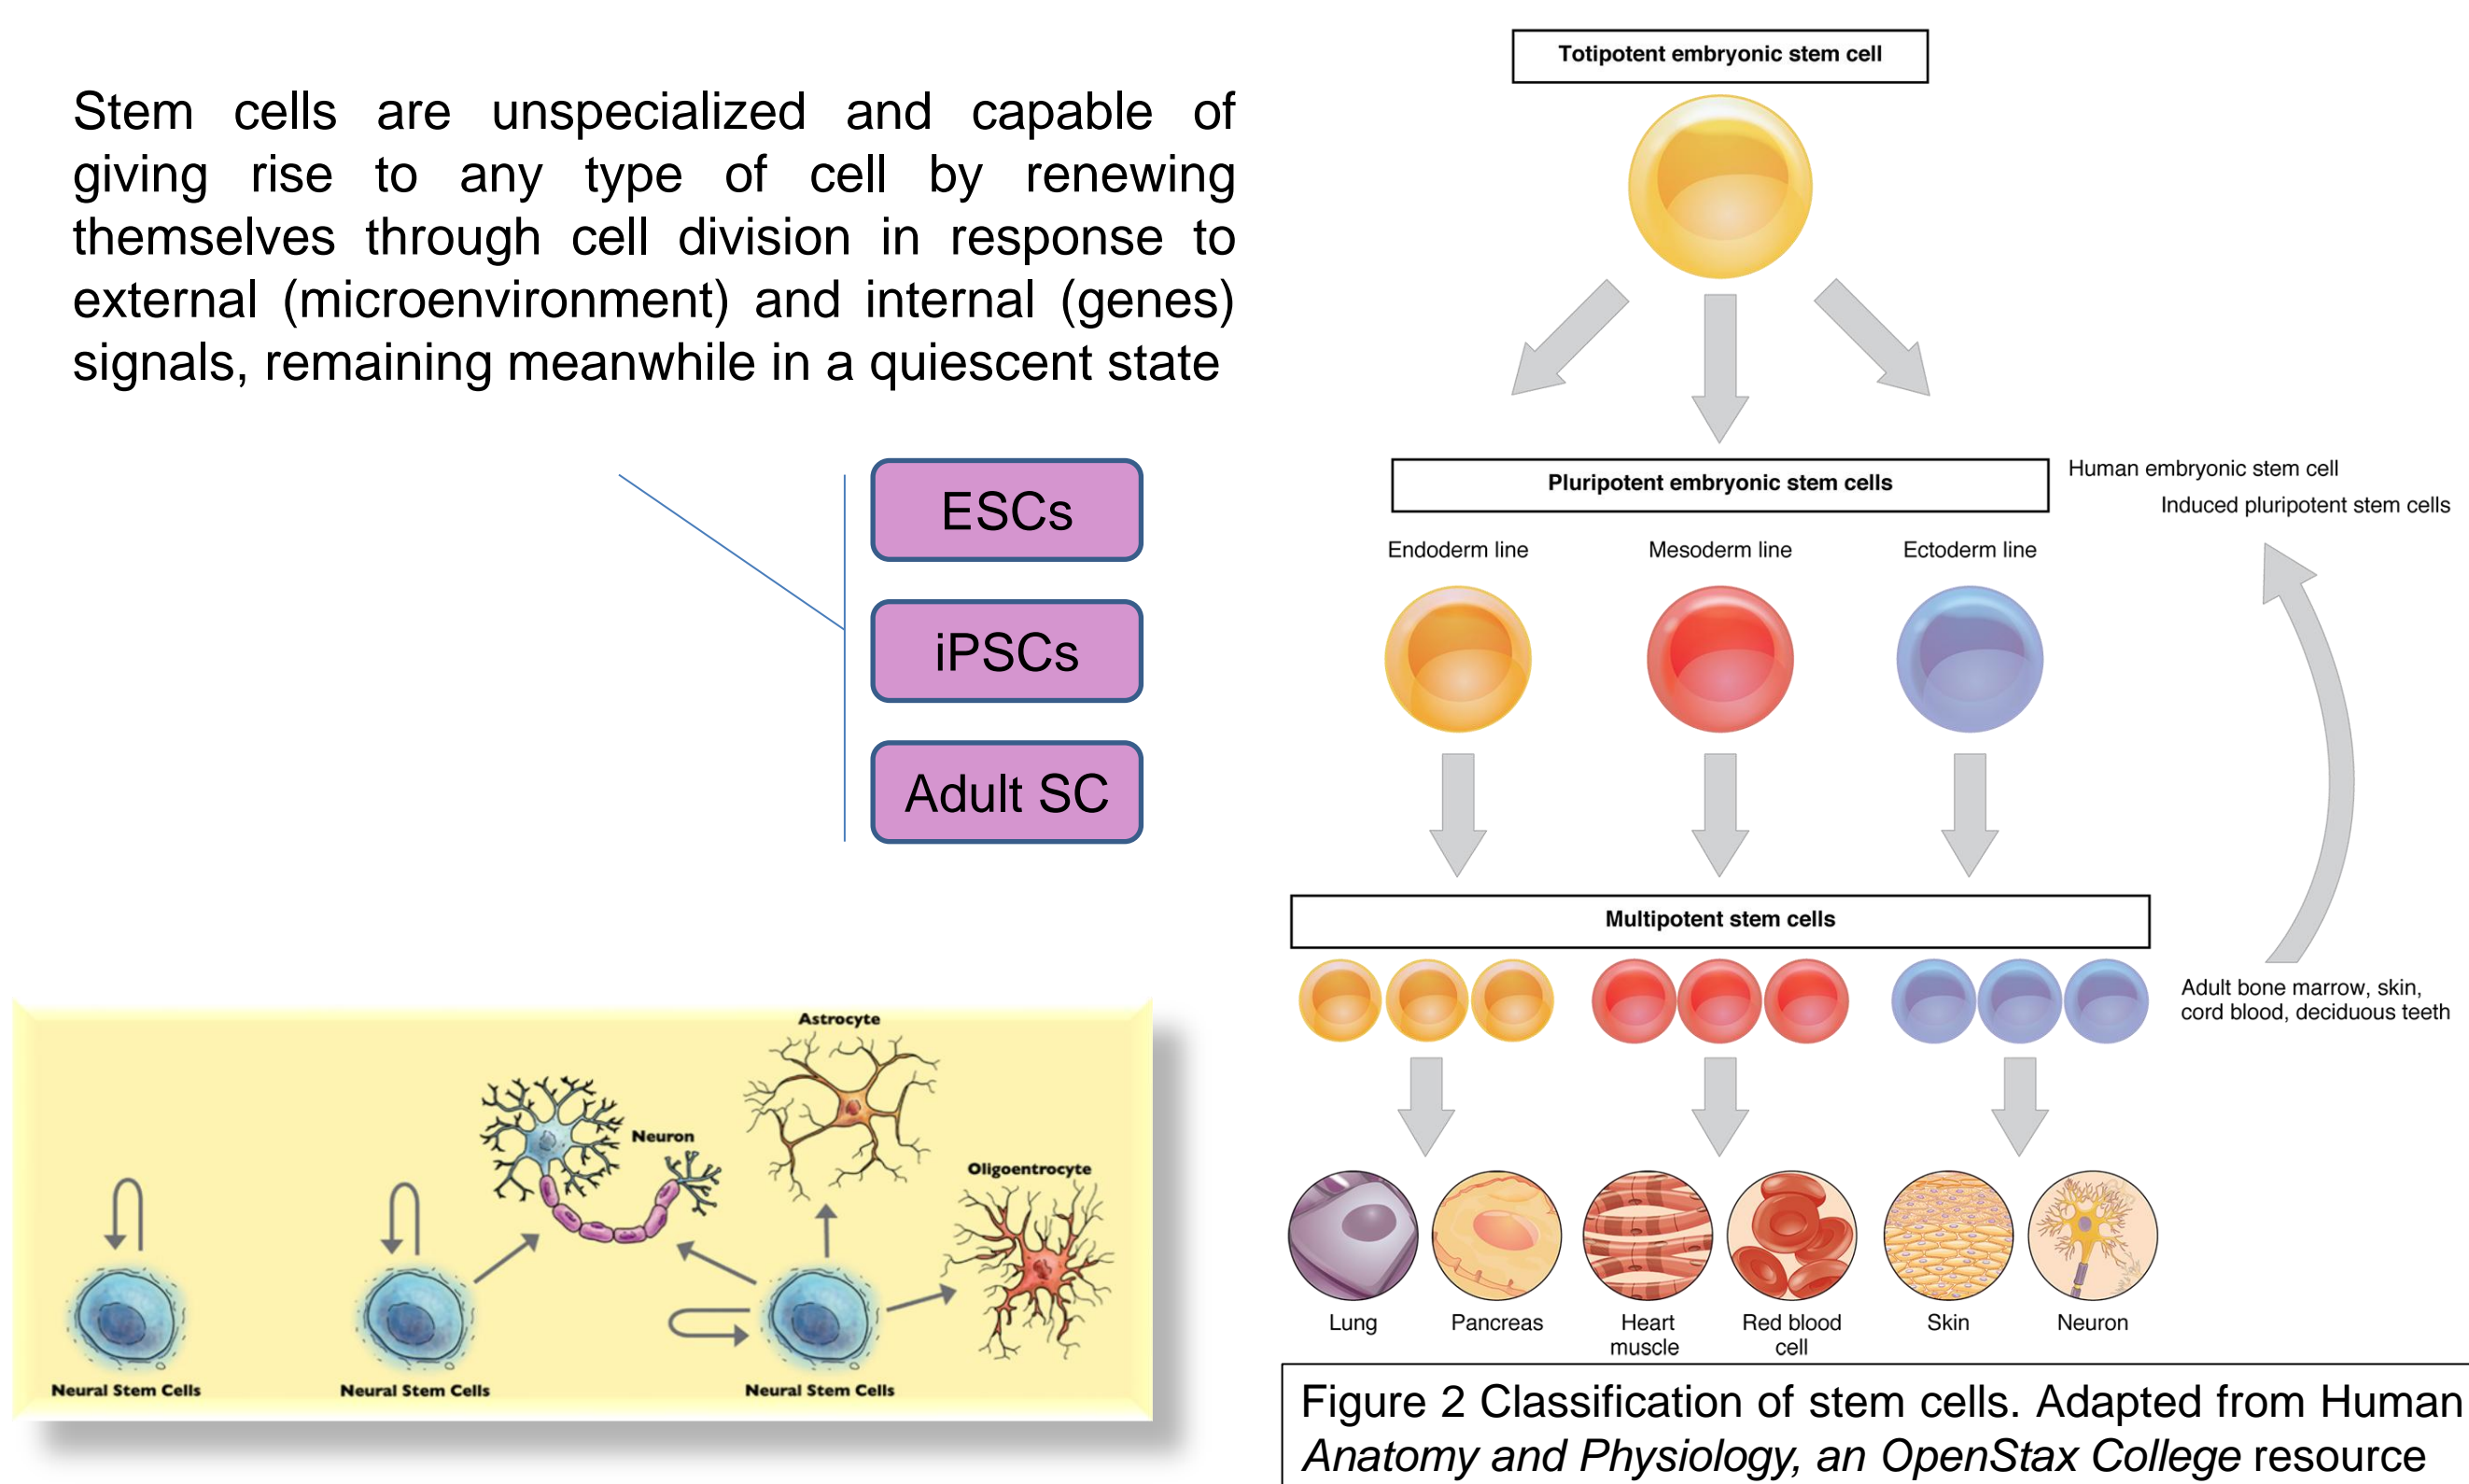 Stem cells are unspecialized and capable of
giving rise to any type of cell by renewing
themselves through cell division in response to
external (microenvironment) and internal (genes)
signals, remaining meanwhile in a quiescent state
ESCs
iPSCs
Adult SC
Astrocyte
Neuron
Oligoentrocyte
Neural Stem Cells
Neural Stem Cells
Neural Stem Cells
Totipotent embryonic stem cell
Pluripotent embryonic stem cells
Human embryonic stem cell
Induced pluripotent stem cells
Endoderm line
Mesoderm line
Ectoderm line
Multipotent stem cells
Adult bone marrow, skin,
cord blood, deciduous teeth
Lung
Pancreas
Heart
muscle
Red blood
cell
Skin
Neuron
Figure 2 Classification of stem cells. Adapted from Human
Anatomy and Physiology, an OpenStax College resource